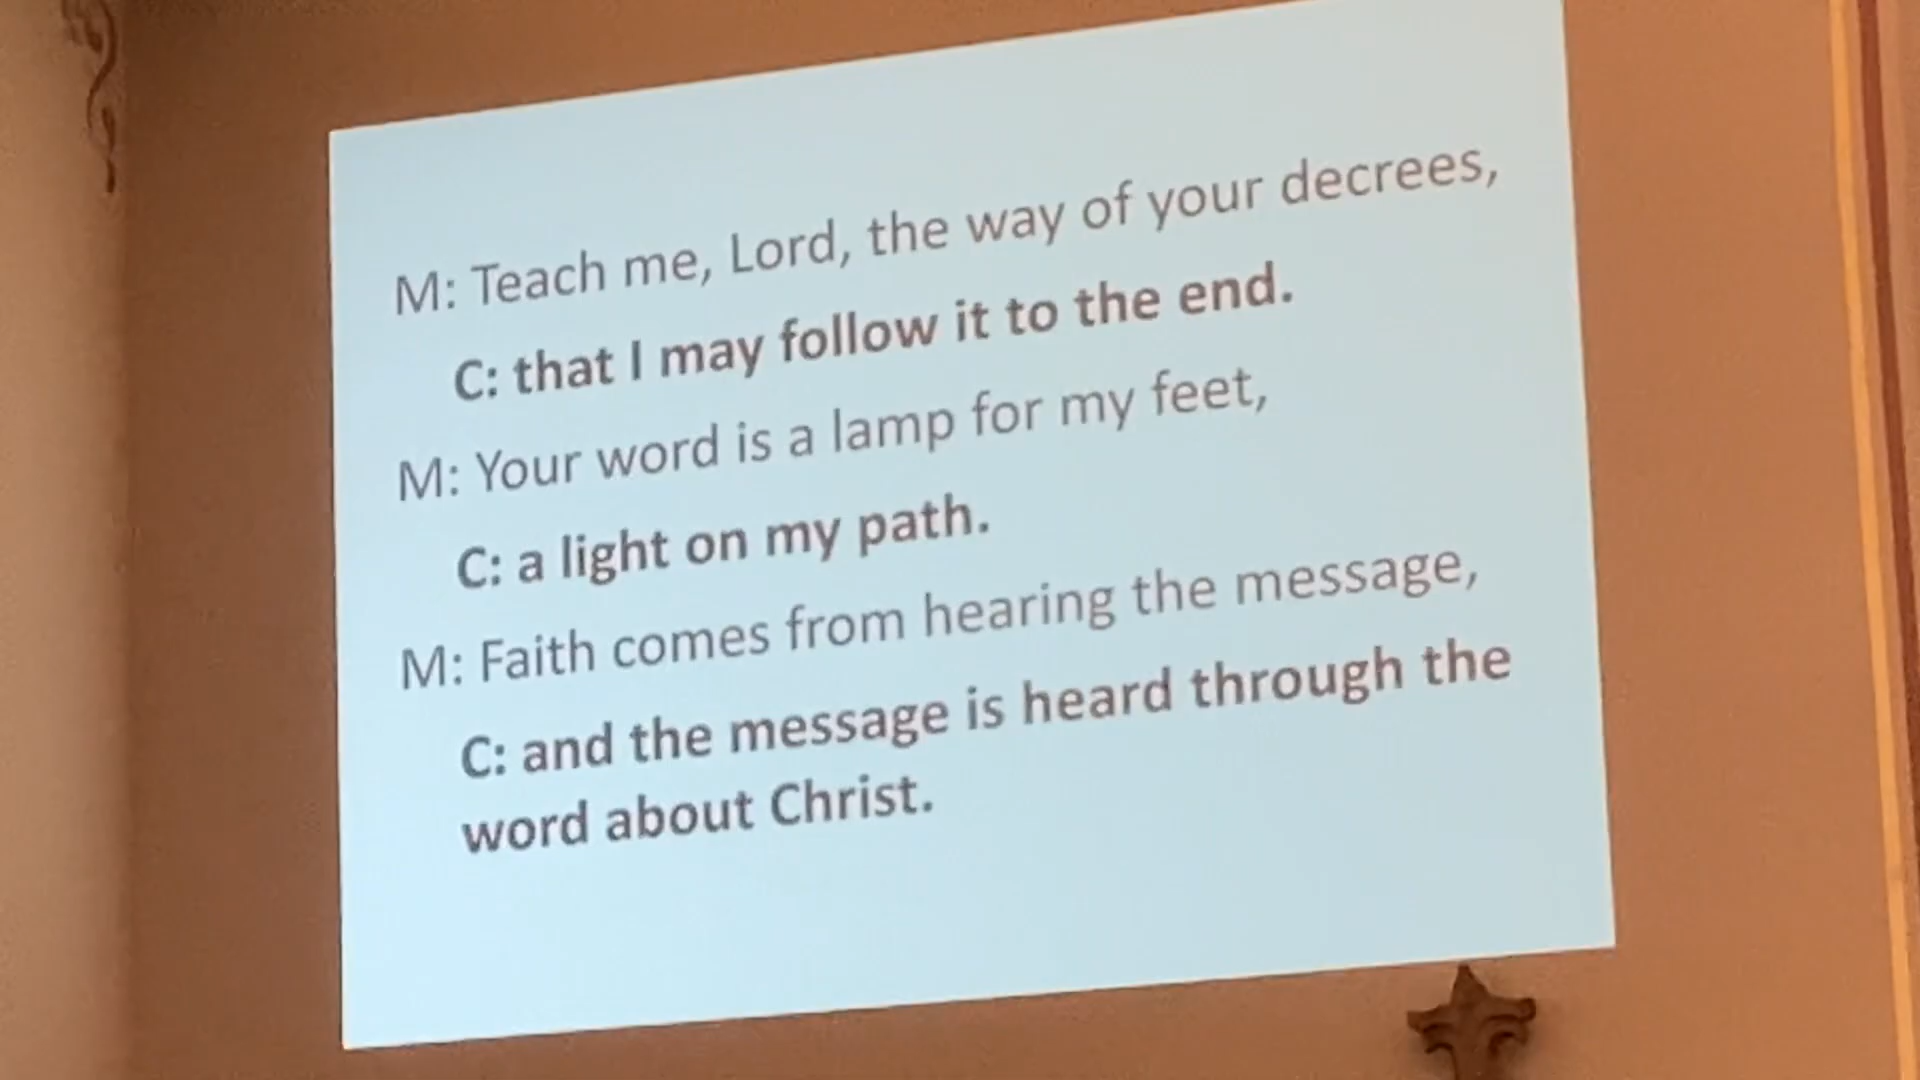 M: Teach me, Lord, the way of your decrees,
C: that I may follow it to the end.
M: Your word is a lamp for my feet,
C: a light on my path.
M: Faith comes from hearing the message,
C: and the message is heard through the
word about Christ.